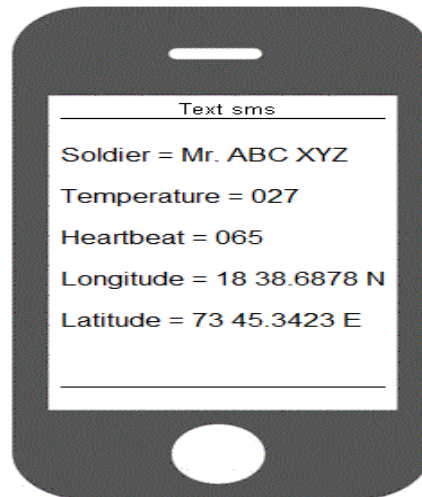 Text sms
Soldier = Mr. ABC XYZ
Temperature = 027
Heartbeat = 065
Longitude = 18 38.6878 N
Latitude = 73 45.3423 E